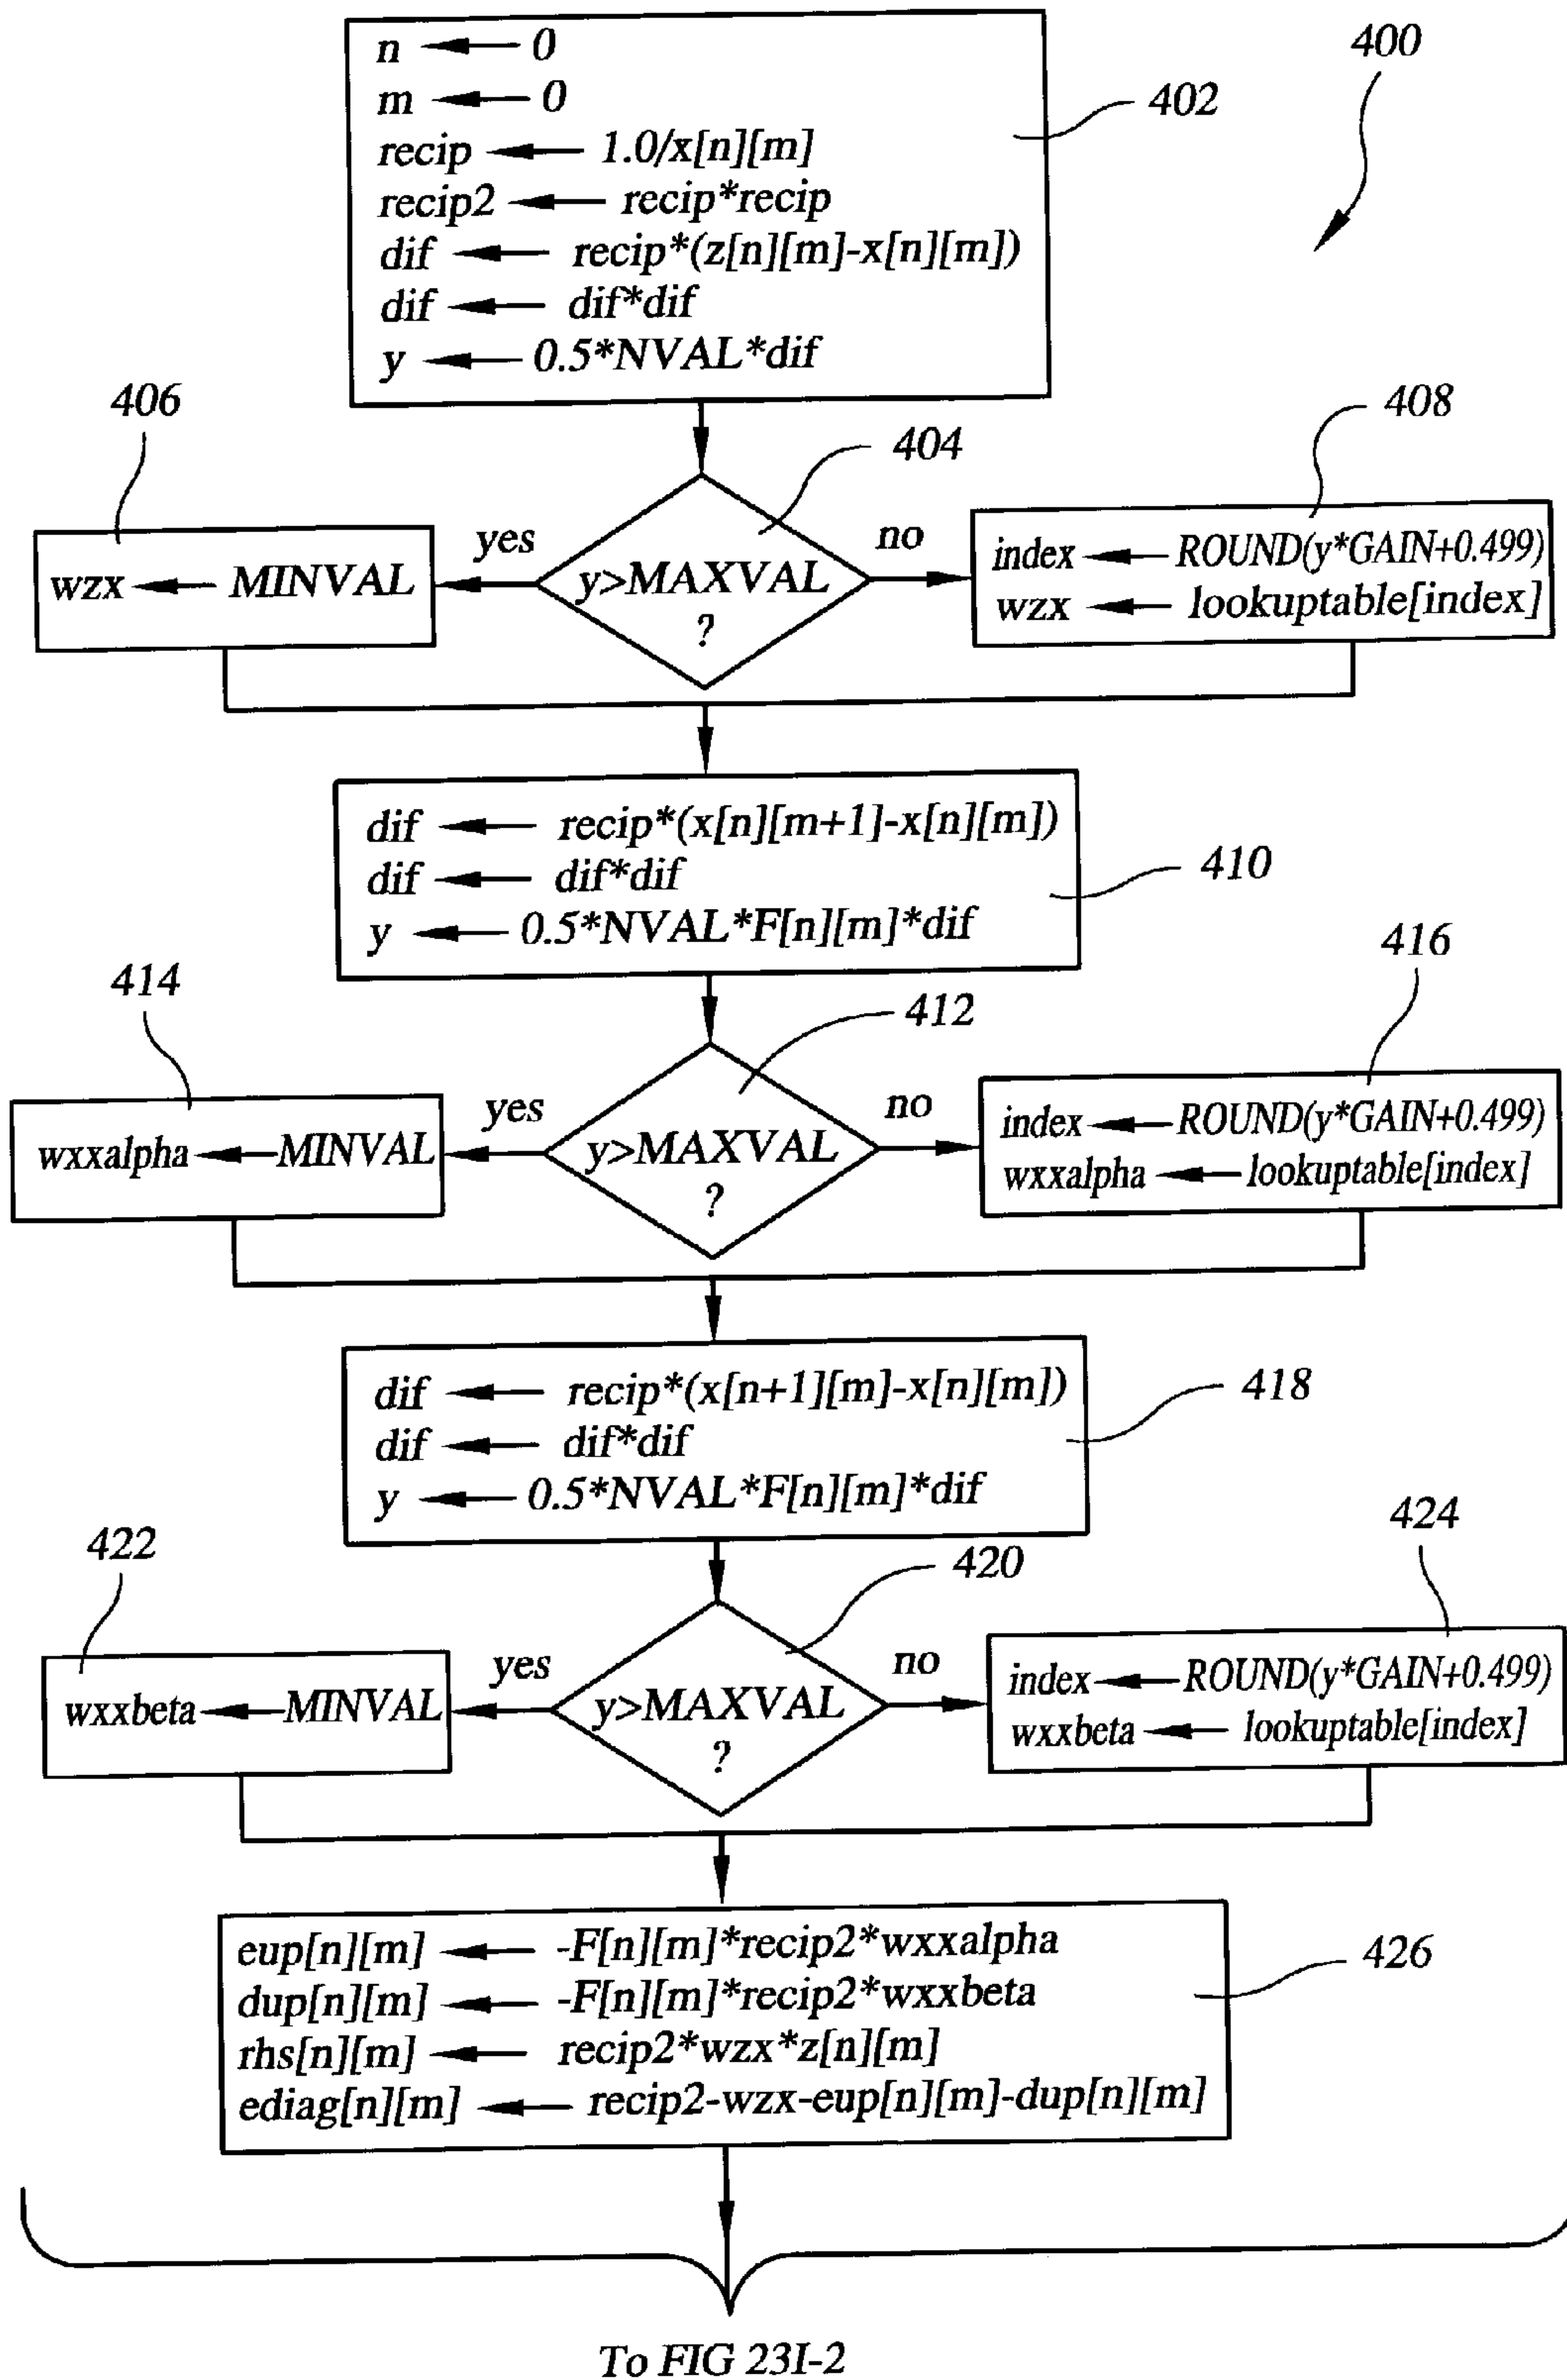 400
n ← 0
m ← 0
recip ← 1.0/x[n][m]
recip2 ← recip*recip
dif ← recip*(z[n][m]-x[n][m])
dif ← dif*dif
y ← 0.5*NVAL*dif
402
404
406
wzx ← MINVAL
yes
y>MAXVAL
?
no
408
index ← ROUND(y*GAIN+0.499)
wzx ← lookuptable[index]
dif ← recip*(x[n][m+1]-x[n][m])
dif ← dif*dif
y ← 0.5*NVAL*F[n][m]*dif
410
412
414
wxxalpha ← MINVAL
yes
y>MAXVAL
?
no
416
index ← ROUND(y*GAIN+0.499)
wxxalpha ← lookuptable[index]
dif ← recip*(x[n+1][m]-x[n][m])
dif ← dif*dif
y ← 0.5*NVAL*F[n][m]*dif
418
420
422
wxxbeta ← MINVAL
yes
y>MAXVAL
?
no
424
index ← ROUND(y*GAIN+0.499)
wxxbeta ← lookuptable[index]
eup[n][m] ← -F[n][m]*recip2*wxxalpha
dup[n][m] ← -F[n][m]*recip2*wxxbeta
rhs[n][m] ← recip2*wzx*z[n][m]
ediag[n][m] ← recip2-wzx-eup[n][m]-dup[n][m]
426
To FIG 23I-2